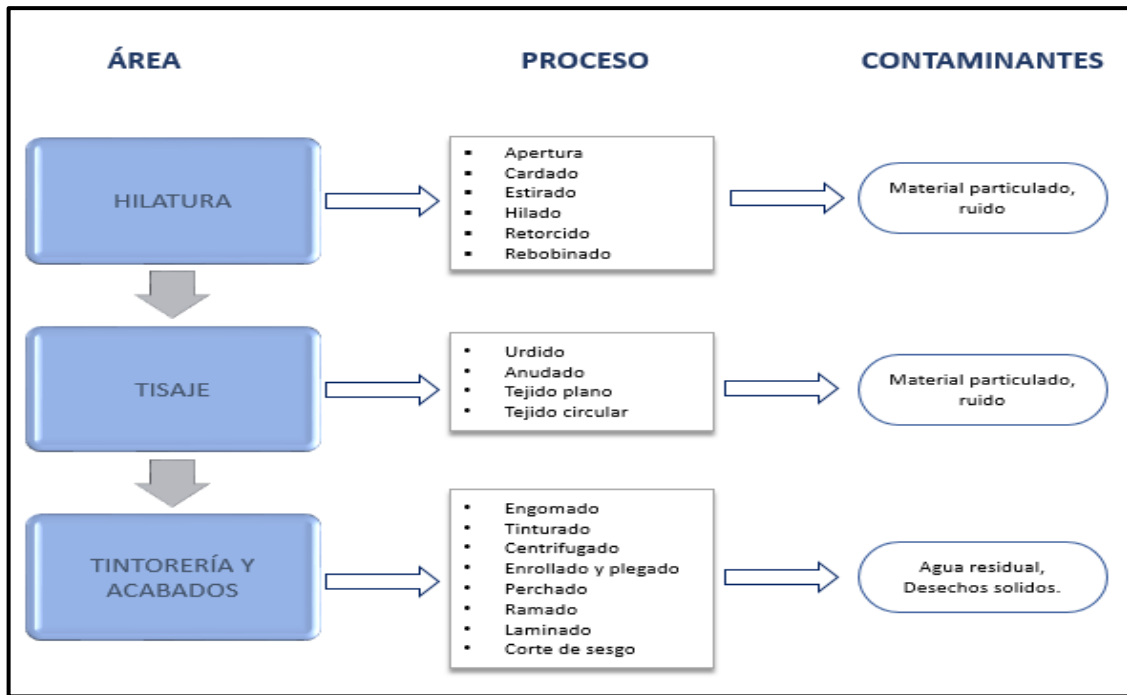 ÁREA
PROCESO
CONTAMINANTES
HILATURA
Apertura
Cardado
Estirado
Hilado
Retorcido
Rebobinado
Material particulado,
ruido
TISAJE
Urdido
Anudado
Tejido plano
Tejido circular
Material particulado,
ruido
TINTORERÍA Y
ACABADOS
Engomado
Tinturado
Centrifugado
Enrollado y plegado
Perchado
Ramado
Laminado
Corte de sesgo
Agua residual,
Desechos solidos.